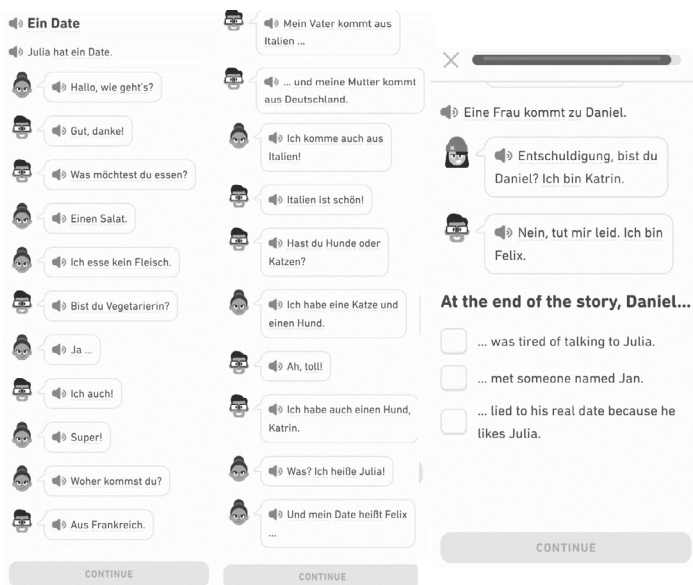 Ein Date
Julia hat ein Date.
Hallo, wie geht's?
Gut, danke!
Was möchtest du essen?
Einen Salat.
Ich esse kein Fleisch.
Bist du Vegetarierin?
Ja ...
Ich auch!
Super!
Woher kommst du?
Aus Frankreich.
CONTINUE
Mein Vater kommt aus
Italien ...
... und meine Mutter kommt
aus Deutschland.
Ich komme auch aus
Italien!
Italien ist schön!
Hast du Hunde oder
Katzen?
Ich habe eine Katze und
einen Hund.
Ah, toll!
Ich habe auch einen Hund,
Katrin.
Was? Ich heiße Julia!
Und mein Date heißt Felix
...
CONTINUE
Eine Frau kommt zu Daniel.
Entschuldigung, bist du
Daniel? Ich bin Katrin.
Nein, tut mir leid. Ich bin
Felix.
At the end of the story, Daniel...
... was tired of talking to Julia.
... met someone named Jan.
... lied to his real date because he
likes Julia.
CONTINUE